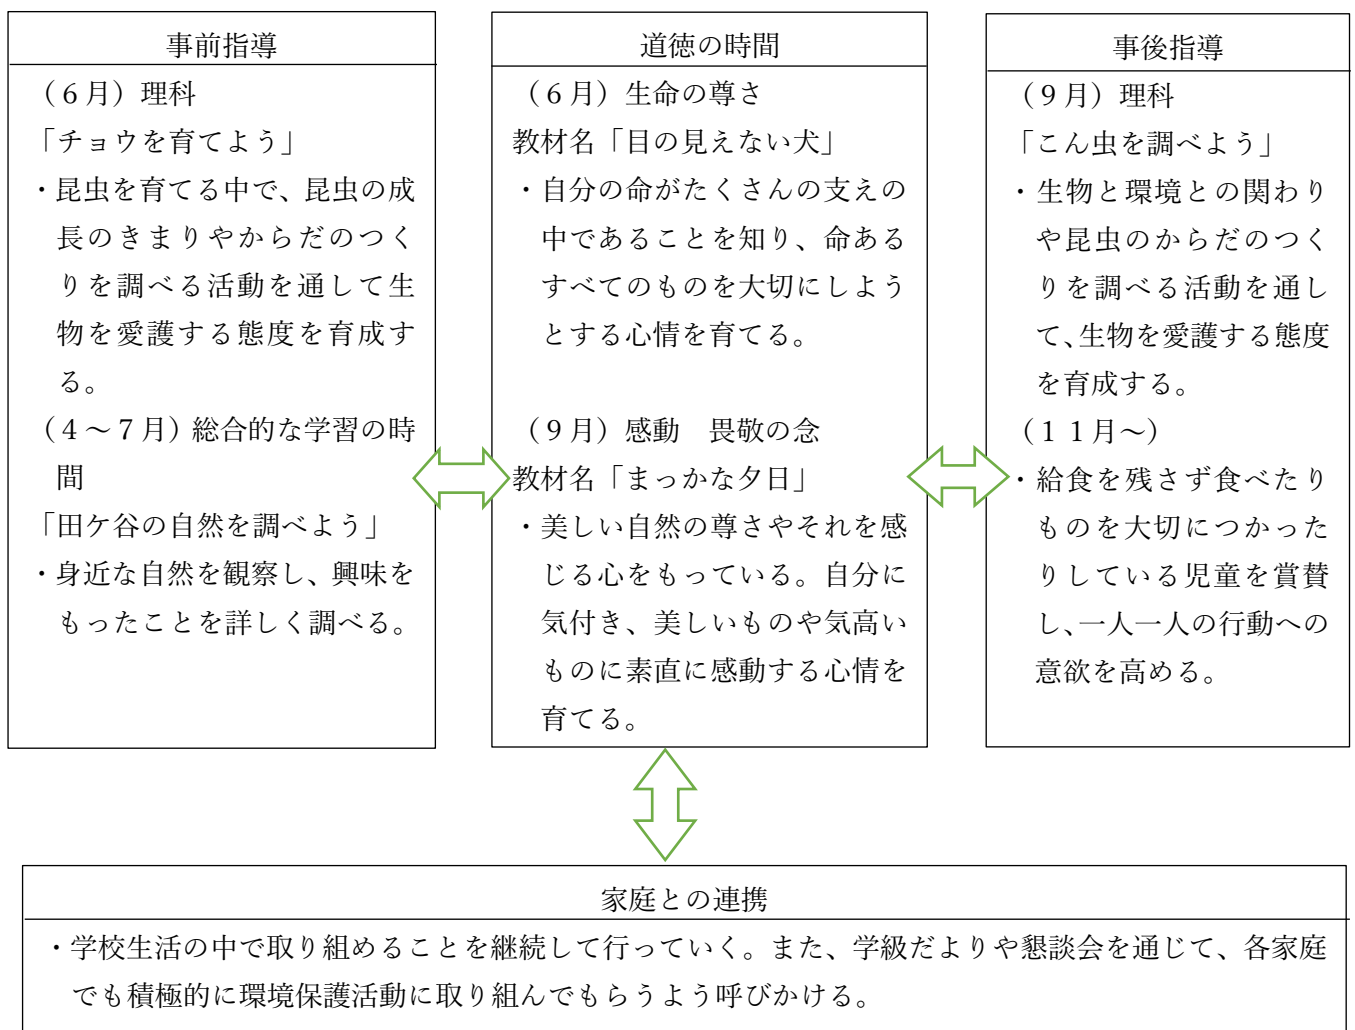 事前指導
(６月) 理科
「チョウを育てよう」
・昆虫を育てる中で、昆虫の成
長のきまりやからだのつく
りを調べる活動を通して生
物を愛護する態度を育成す
る。
(４～７月) 総合的な学習の時
間
「田ケ谷の自然を調べよう」
・身近な自然を観察し、興味を
もったことを詳しく調べる。
道徳の時間
(６月) 生命の尊さ
教材名「目の見えない犬」
・自分の命がたくさんの支えの
中であることを知り、命ある
すべてのものを大切にしよう
とする心情を育てる。
(９月) 感動　畏敬の念
教材名「まっかな夕日」
・美しい自然の尊さやそれを感
じる心をもっている。自分に
気付き、美しいものや気高い
ものに素直に感動する心情を
育てる。
事後指導
(９月) 理科
「こん虫を調べよう」
・生物と環境との関わり
や昆虫のからだのつく
りを調べる活動を通し
て、生物を愛護する態度
を育成する。
(１１月～)
・給食を残さず食べたり
ものを大切につかった
りしている児童を賞賛
し、一人一人の行動への
意欲を高める。
家庭との連携
・学校生活の中で取り組めることを継続して行っていく。また、学級だよりや懇談会を通じて、各家庭
でも積極的に環境保護活動に取り組んでもらうよう呼びかける。